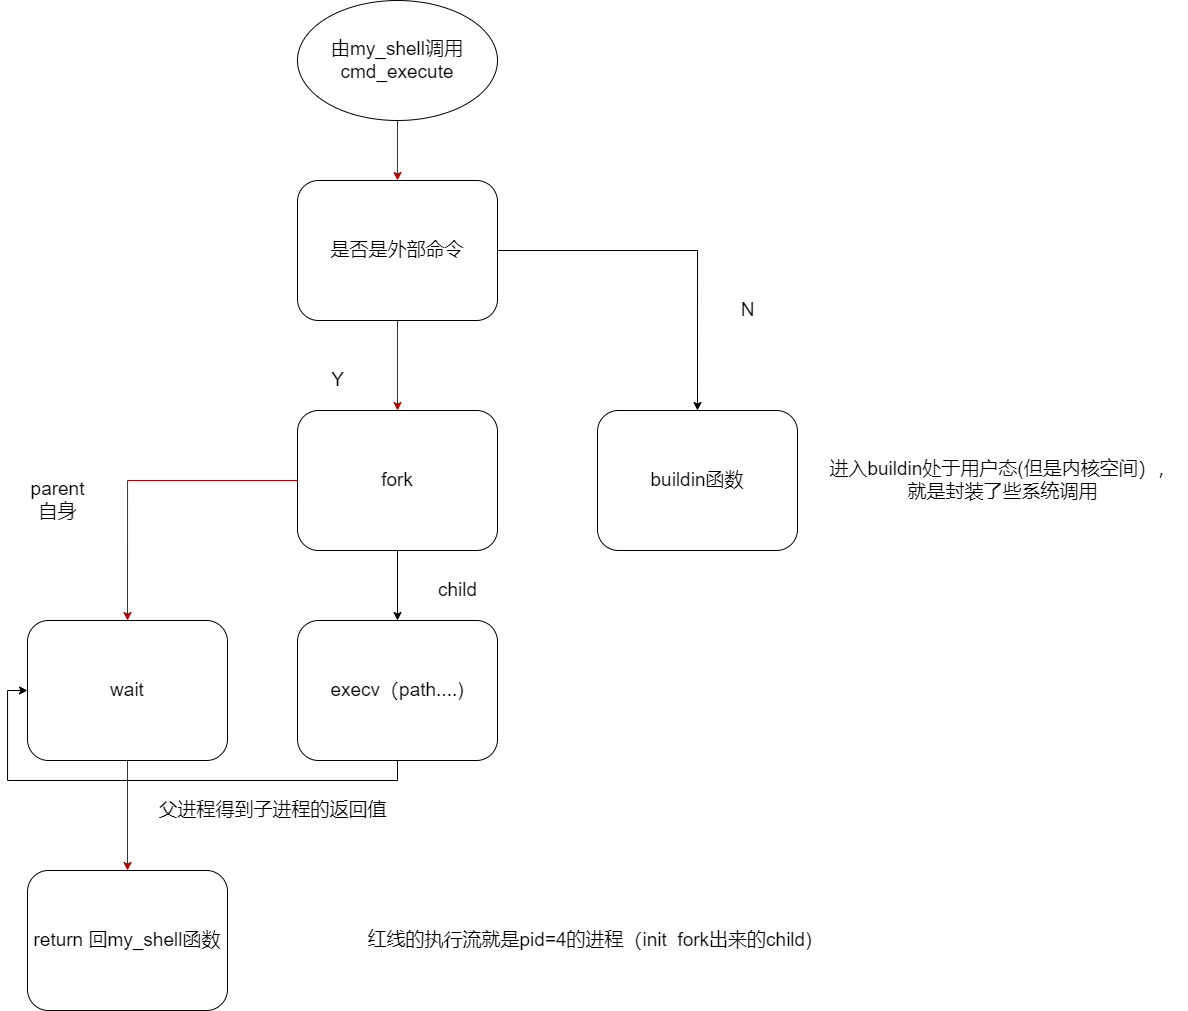 由my_shell调用
cmd_execute
是否是外部命令
N
Y
fork
buildin函数
进入buildin处于用户态(但是内核空间），
就是封装了些系统调用
parent
自身
child
wait
execv（path....）
父进程得到子进程的返回值
return 回my_shell函数
红线的执行流就是pid=4的进程（init fork出来的child）